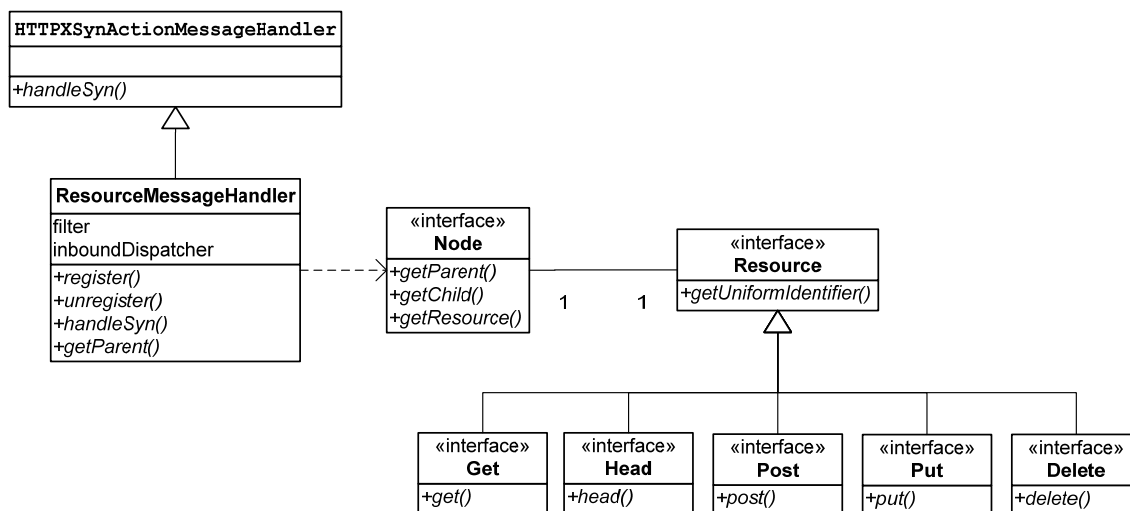 HTTPXSynActionMessageHandler
+handleSyn()
ResourceMessageHandler
filter
inboundDispatcher
+register()
+unregister()
+handleSyn()
+getParent()
«interface»
Node
+getParent()
+getChild()
+getResource()
1 1
«interface»
Resource
+getUniformIdentifier()
«interface»
Get
+get()
«interface»
Head
+head()
«interface»
Post
+post()
«interface»
Put
+put()
«interface»
Delete
+delete()